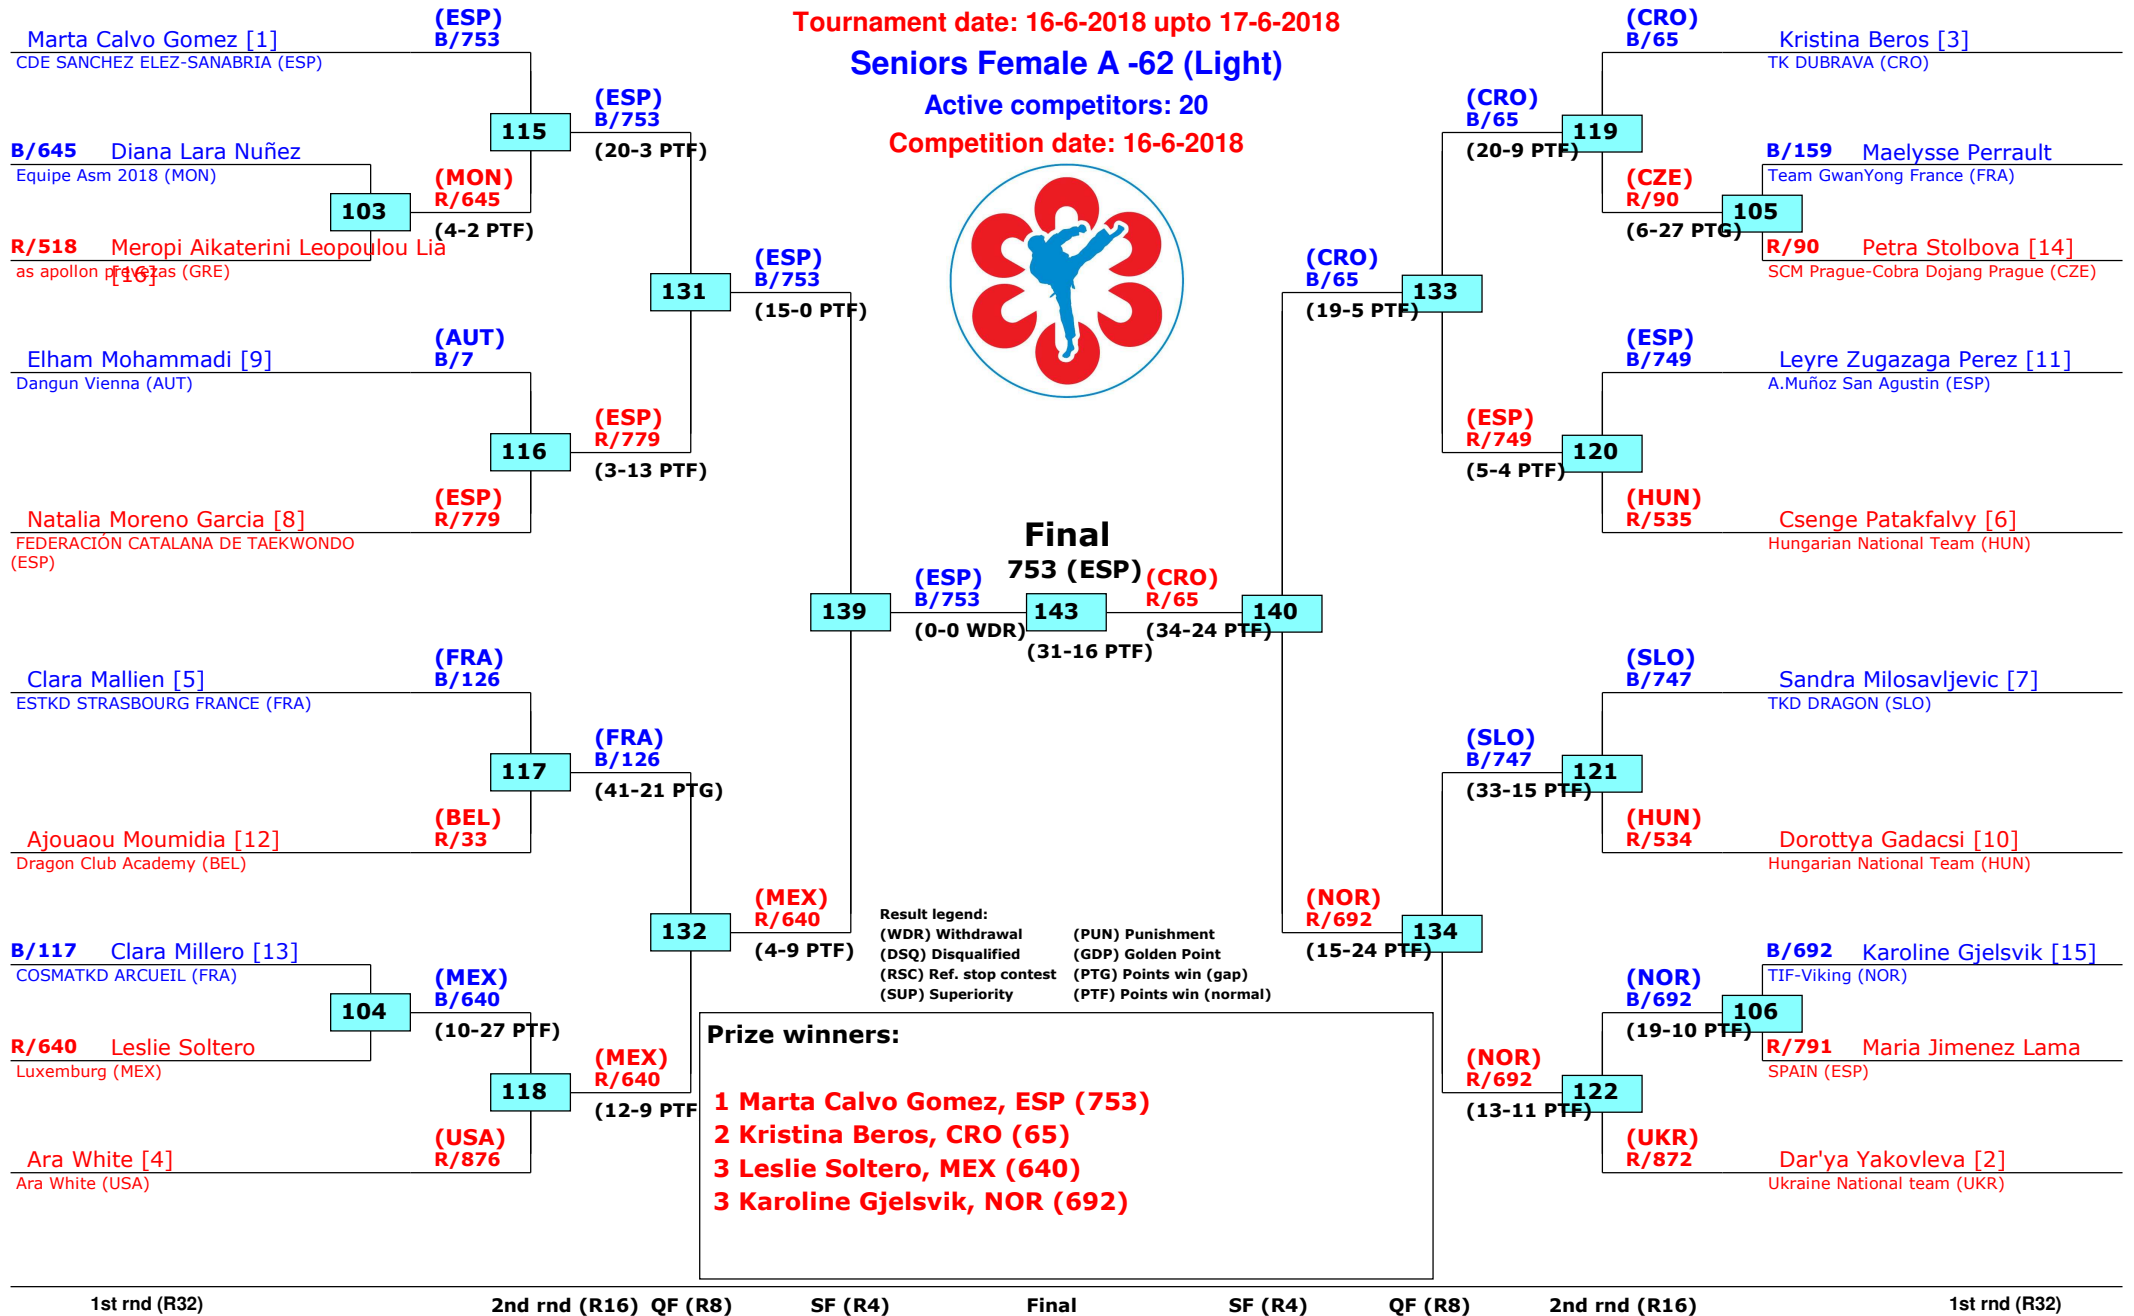 Tournament date: 16-6-2018 upto 17-6-2018
Seniors Female A -62 (Light)
Active competitors: 20
Competition date: 16-6-2018
Marta Calvo Gomez [1]
CDE SANCHEZ ELEZ-SANABRIA (ESP)
(ESP)
B/753
B/645 Diana Lara Nuñez
Equipe Asm 2018 (MON)
103
R/518 Meropi Aikaterini Leopoulou Lia
[16]
as apollon prevezas (GRE)
(MON)
R/645
(4-2 PTF)
115
(ESP)
B/753
(20-3 PTF)
Elham Mohammadi [9]
Dangun Vienna (AUT)
(AUT)
B/7
116
Natalia Moreno Garcia [8]
FEDERACIÓN CATALANA DE TAEKWONDO
(ESP)
(ESP)
R/779
(ESP)
R/779
(3-13 PTF)
131
(ESP)
B/753
(15-0 PTF)
Clara Mallien [5]
ESTKD STRASBOURG FRANCE (FRA)
(FRA)
B/126
117
Ajouaou Moumidia [12]
Dragon Club Academy (BEL)
(BEL)
R/33
(FRA)
B/126
(41-21 PTG)
B/117 Clara Millero [13]
COSMATKD ARCUEIL (FRA)
104
R/640 Leslie Soltero
Luxemburg (MEX)
(MEX)
B/640
(10-27 PTF)
118
Ara White [4]
Ara White (USA)
(USA)
R/876
(MEX)
R/640
(12-9 PTF
132
(MEX)
R/640
(4-9 PTF)
139
(ESP)
B/753
(0-0 WDR)
Final
753 (ESP)
143
(31-16 PTF)
(CRO)
R/65
(34-24 PTF)
140
(CRO)
B/65
(19-5 PTF)
133
(CRO)
B/65
(20-9 PTF)
119
(CRO)
B/65
Kristina Beros [3]
TK DUBRAVA (CRO)
B/159 Maelysse Perrault
Team GwanYong France (FRA)
(CZE)
R/90
(6-27 PTG)
105
R/90 Petra Stolbova [14]
SCM Prague-Cobra Dojang Prague (CZE)
(ESP)
B/749
Leyre Zugazaga Perez [11]
A.Muñoz San Agustin (ESP)
(ESP)
R/749
(5-4 PTF)
120
(HUN)
R/535
Csenge Patakfalvy [6]
Hungarian National Team (HUN)
(SLO)
B/747
Sandra Milosavljevic [7]
TKD DRAGON (SLO)
(SLO)
B/747
(33-15 PTF)
121
(HUN)
R/534
Dorottya Gadacsi [10]
Hungarian National Team (HUN)
(NOR)
R/692
(15-24 PTF)
134
B/692 Karoline Gjelsvik [15]
TIF-Viking (NOR)
(NOR)
B/692
(19-10 PTF)
106
R/791 Maria Jimenez Lama
SPAIN (ESP)
(NOR)
R/692
(13-11 PTF)
122
(UKR)
R/872
Dar'ya Yakovleva [2]
Ukraine National team (UKR)
Result legend:
(WDR) Withdrawal (PUN) Punishment
(DSQ) Disqualified (GDP) Golden Point
(RSC) Ref. stop contest (PTG) Points win (gap)
(SUP) Superiority (PTF) Points win (normal)
Prize winners:
1 Marta Calvo Gomez, ESP (753)
2 Kristina Beros, CRO (65)
3 Leslie Soltero, MEX (640)
3 Karoline Gjelsvik, NOR (692)
1st rnd (R32) 2nd rnd (R16) QF (R8) SF (R4) Final SF (R4) QF (R8) 2nd rnd (R16) 1st rnd (R32)